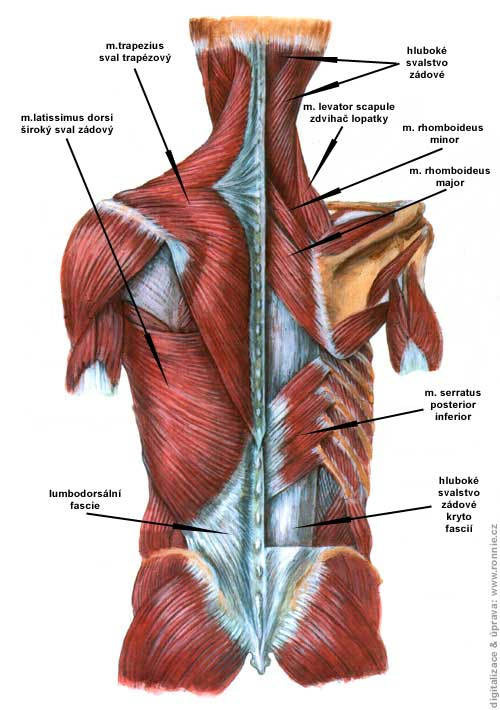 m.trapezius
sval trapézový
hluboké
svalstvo
zádové
m. levator scapule
zdvihač lopatky
m.latissimus dorsi
široký sval zádový
m. rhomboideus
minor
m. rhomboideus
major
m. serratus
posterior
inferior
lumbodorsální
fascie
hluboké
svalstvo
zádové
kryto
fascií
digitalizace & úprava: www.ronnie.cz